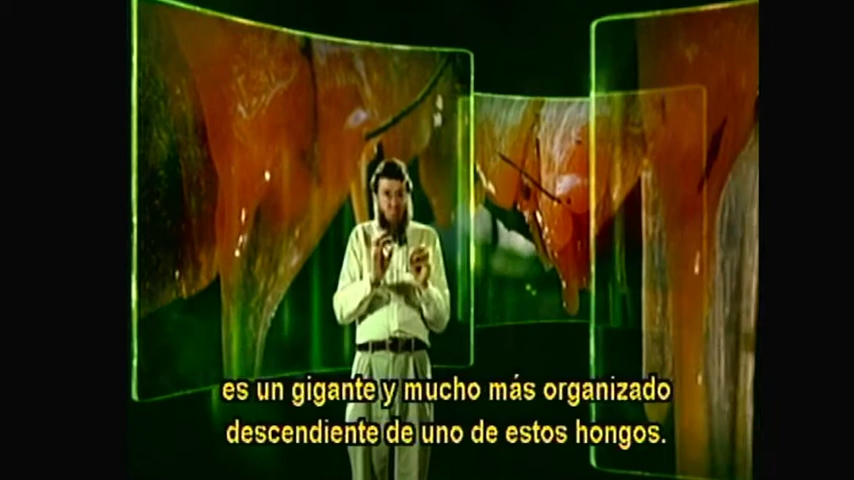 es un gigante y mucho más organizado
descendiente de uno de estos hongos.